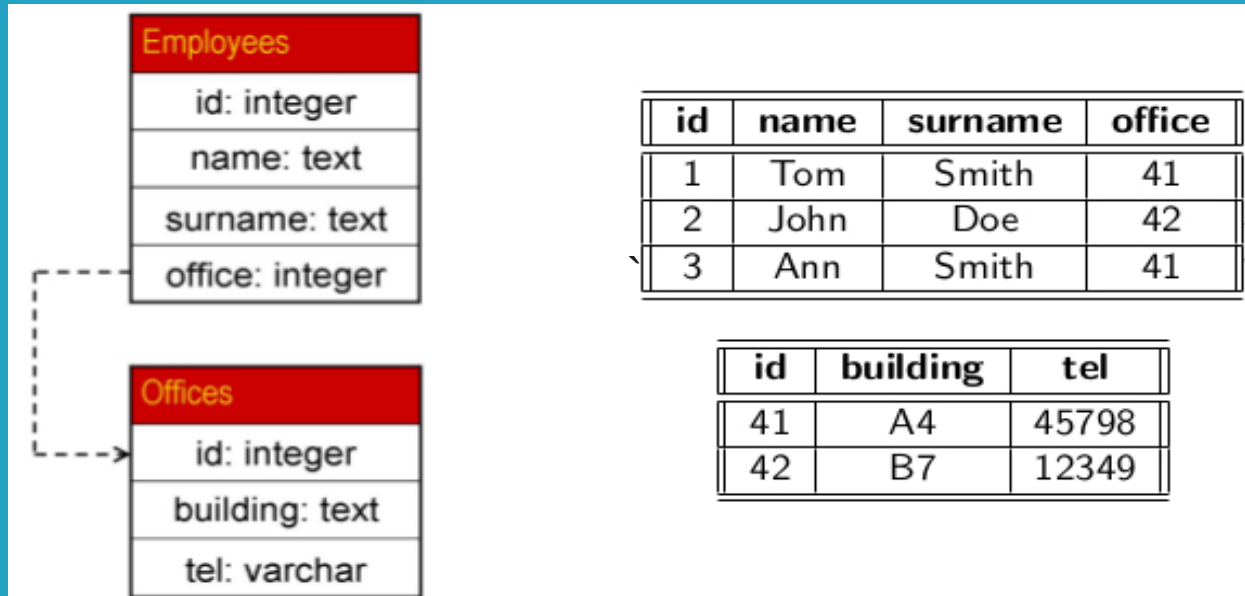 Employees
id: integer
name: text
surname: text
office: integer
Offices
id: integer
building: text
tel: varchar
id name surname office
1 Tom Smith 41
2 John Doe 42
` 3 Ann Smith 41
id building tel
41 A4 45798
42 B7 12349